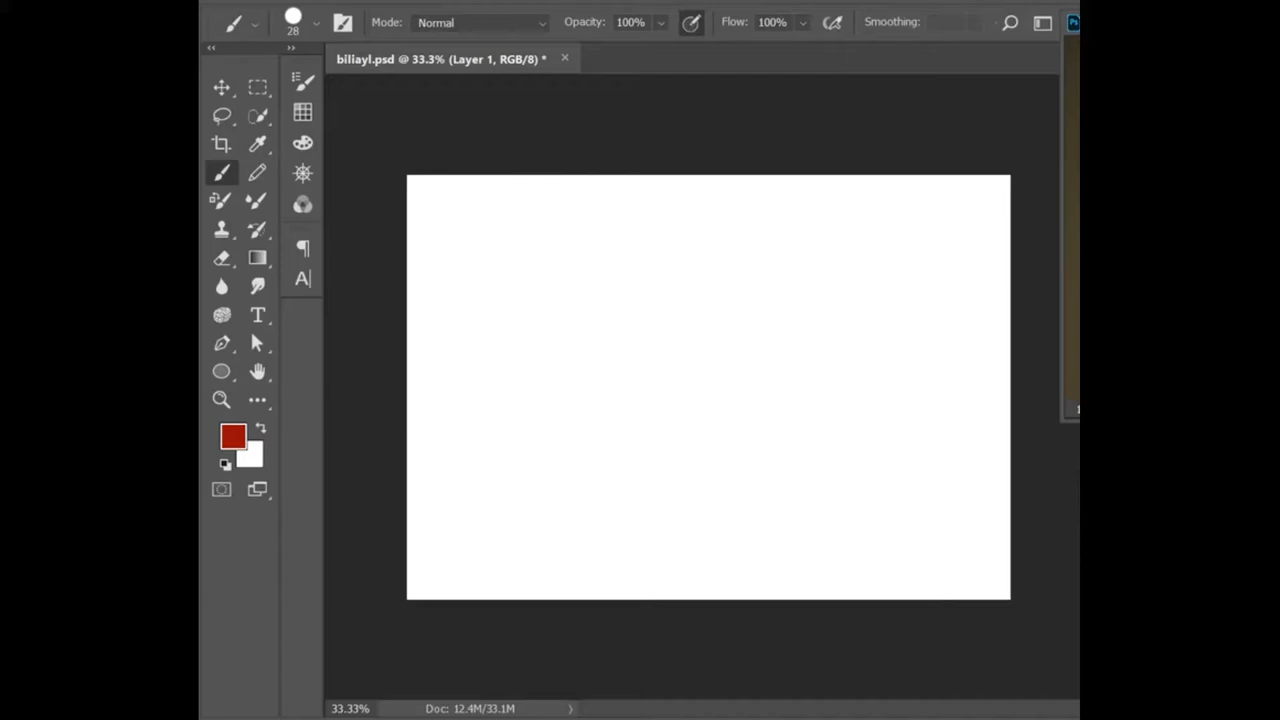 28
Mode: Normal
Opacity: 100%
Flow: 100%
Smoothing:
Ps
biliayl.psd @ 33.3% (Layer 1, RGB/8) *
33.33%
Doc: 12.4M/33.1M